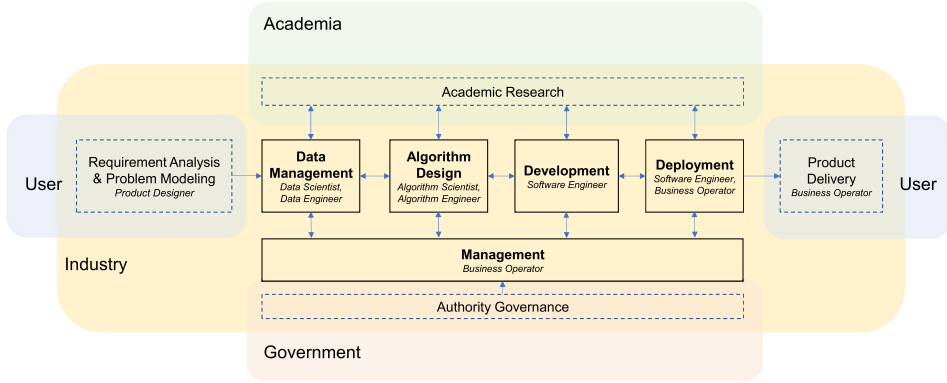 Academia
Academic Research
User
Requirement Analysis
& Problem Modeling
Product Designer
Data
Management
Data Scientist,
Data Engineer
Algorithm
Design
Algorithm Scientist,
Algorithm Engineer
Development
Software Engineer
Deployment
Software Engineer,
Business Operator
Product
Delivery
Business Operator
User
Industry
Management
Business Operator
Authority Governance
Government